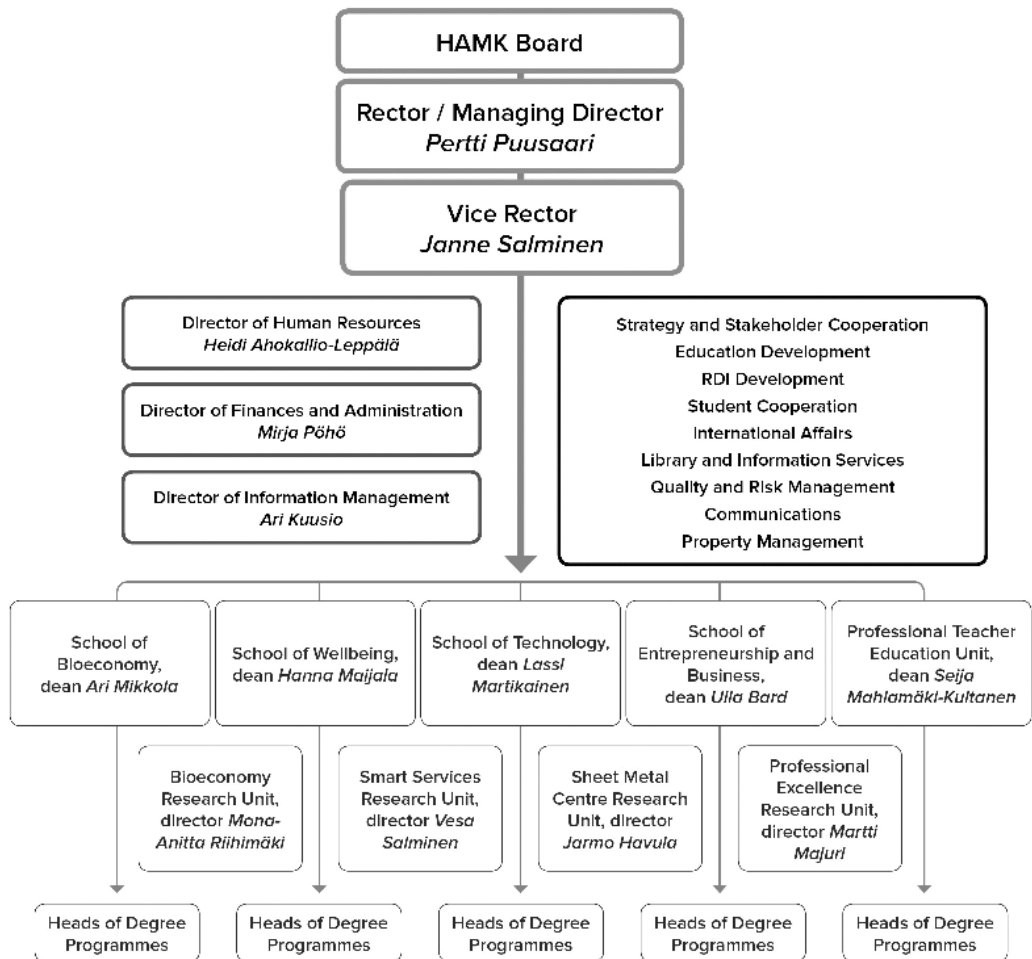 HAMK Board
Rector / Managing Director
Pertti Puusaari
Vice Rector
Janne Salminen
Director of Human Resources
Heidi Ahokallio-Leppälä
Director of Finances and Administration
Mirja Pöhö
Director of Information Management
Ari Kuusio
Strategy and Stakeholder Cooperation
Education Development
RDI Development
Student Cooperation
International Affairs
Library and Information Services
Quality and Risk Management
Communications
Property Management
School of
Bioeconomy,
dean Ari Mikkola
School of Wellbeing,
dean Hanna Maijala
School of Technology,
dean Lassi
Martikainen
School of
Entrepreneurship and
Business,
dean Ulla Bard
Professional Teacher
Education Unit,
dean Seija
Mahlamäki-Kultanen
Bioeconomy
Research Unit,
director Mona-
Anitta Riihimäki
Smart Services
Research Unit,
director Vesa
Salminen
Sheet Metal
Centre Research
Unit, director
Jarmo Havula
Professional
Excellence
Research Unit,
director Martti
Majuri
Heads of Degree
Programmes
Heads of Degree
Programmes
Heads of Degree
Programmes
Heads of Degree
Programmes
Heads of Degree
Programmes